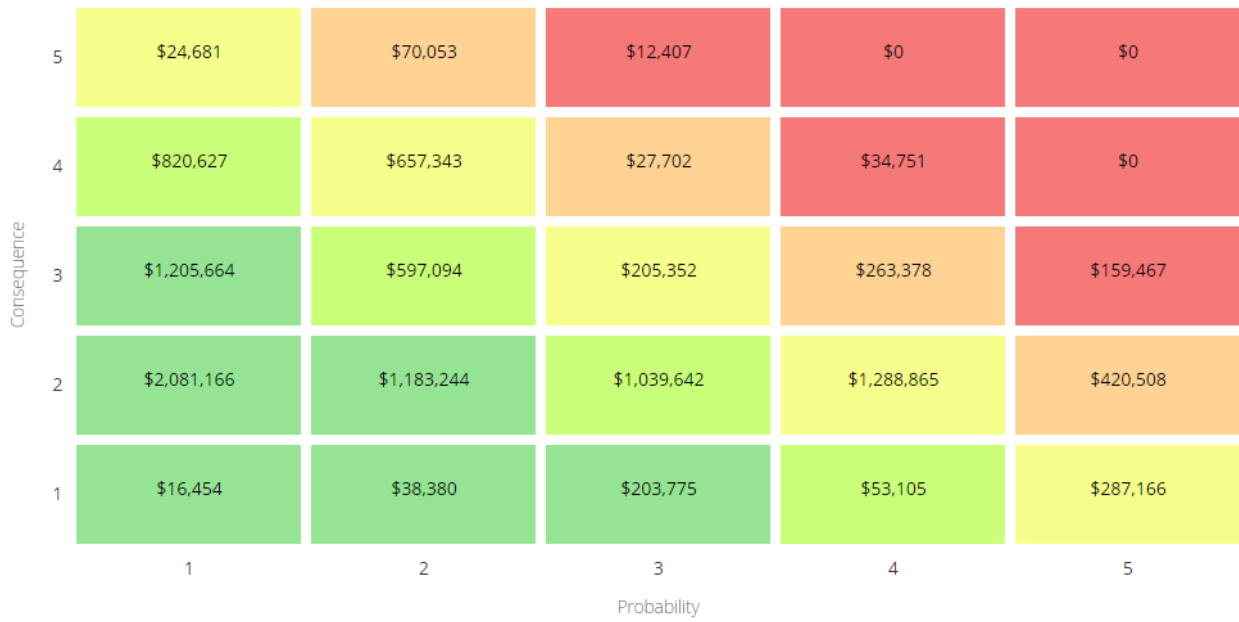 5 $24,681 $70,053 $12,407 $0 $0
4 $820,627 $657,343 $27,702 $34,751 $0
Consequence
3 $1,205,664 $597,094 $205,352 $263,378 $159,467
2 $2,081,166 $1,183,244 $1,039,642 $1,288,865 $420,508
1 $16,454 $38,380 $203,775 $53,105 $287,166
1 2 3 4 5
Probability